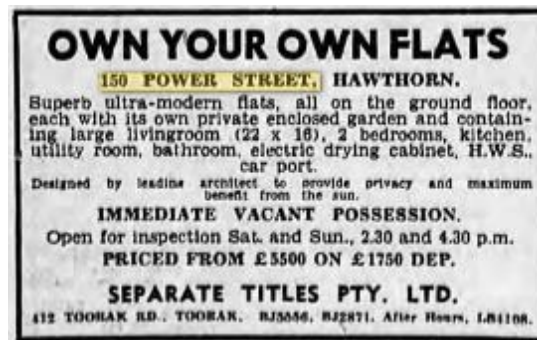 OWN YOUR OWN FLATS
150 POWER STREET, HAWTHORN.
Superb ultra-modern flats, all on the ground floor,
each with its own private enclosed garden and contain-
ing large livingroom (22 x 16), 2 bedrooms, kitchen,
utility room, bathroom, electric drying cabinet, H.W.S.,
car port.
Designed by leading architect to provide privacy and maximum
benefit from the sun.
IMMEDIATE VACANT POSSESSION.
Open for inspection Sat. and Sun., 2.30 and 4.30 p.m.
PRICED FROM £5500 ON £1750 DEP.
SEPARATE TITLES PTY. LTD.
412 TOORAK RD., TOORAK. BJ2871. After Hours,